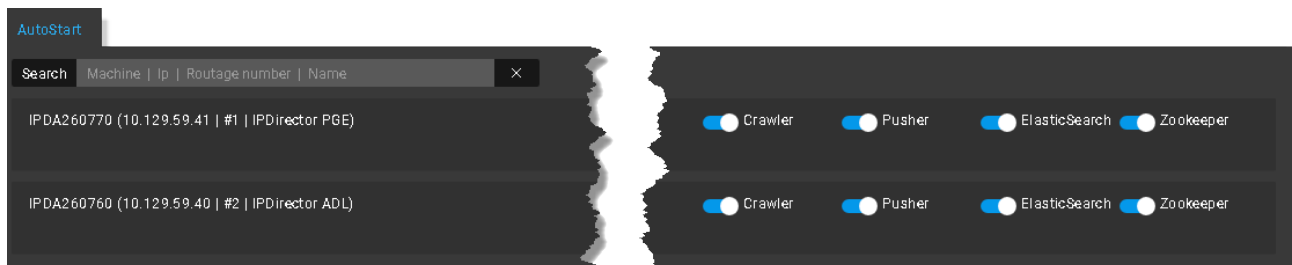 AutoStart
Search Machine | Ip | Routage number | Name ×
IPDA260770 (10.129.59.41 | #1 | IPDirector PGE) Crawler Pusher ElasticSearch Zookeeper
IPDA260760 (10.129.59.40 | #2 | IPDirector ADL) Crawler Pusher ElasticSearch Zookeeper